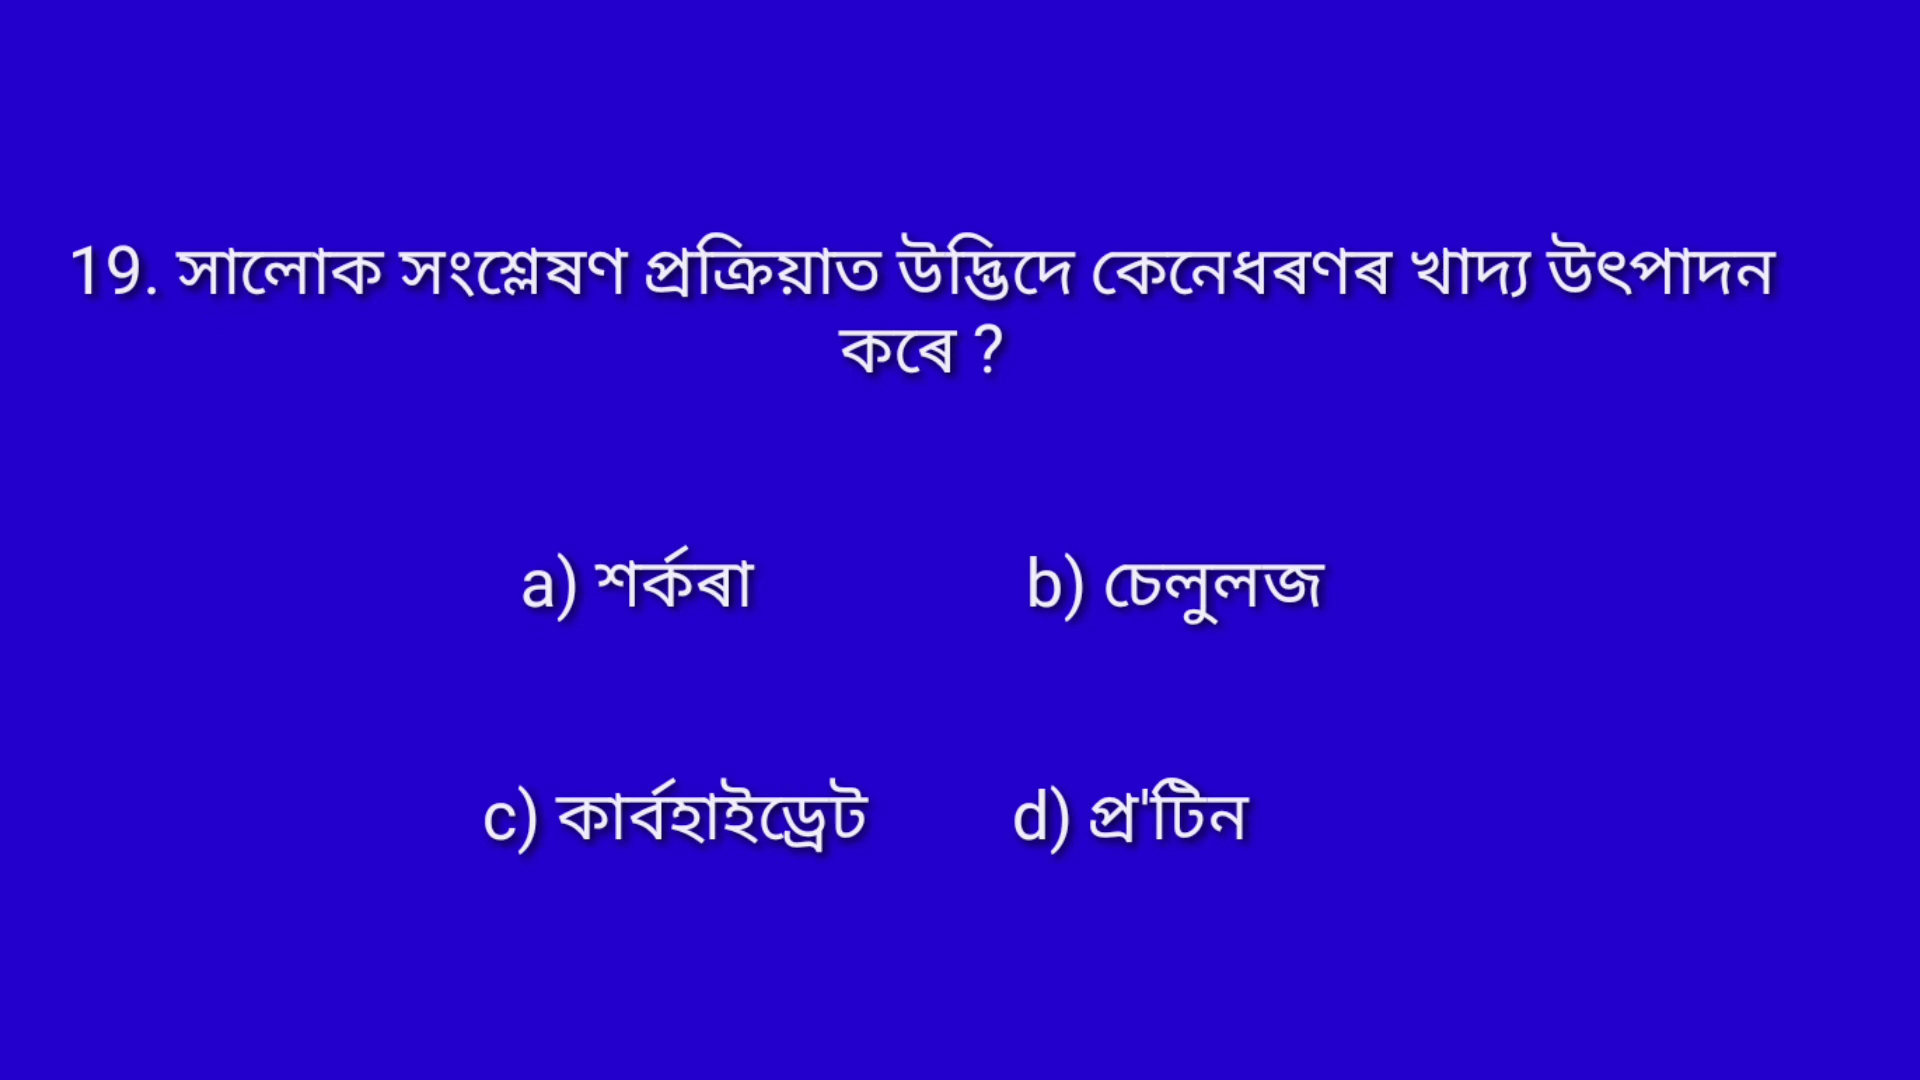 19. সালোক সংশ্লেষণ প্ৰক্ৰিয়াত উদ্ভিদে কেনেধৰণৰ খাদ্য উৎপাদন
কৰে ?
a) শৰ্কৰা b) চেলুলজ
c) কাৰ্বহাইড্ৰেট d) প্ৰ'টিন